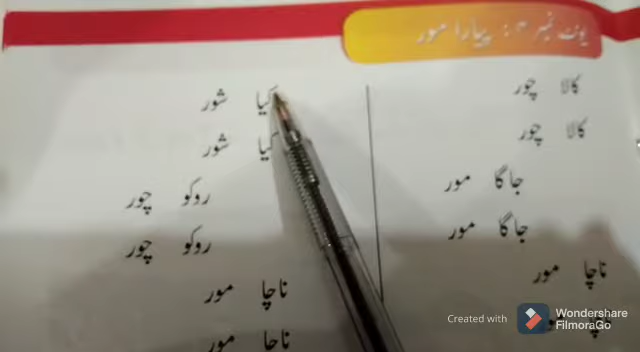 یونٹ نمبر ۳: پیارا مور
کالا چور
کالا چور
جاگا مور
جاگا مور
ناچا مور
کیا شور
کیا شور
روکو چور
روکو چور
ناچا مور
ناچا مور
Created with Wondershare FilmoraGo